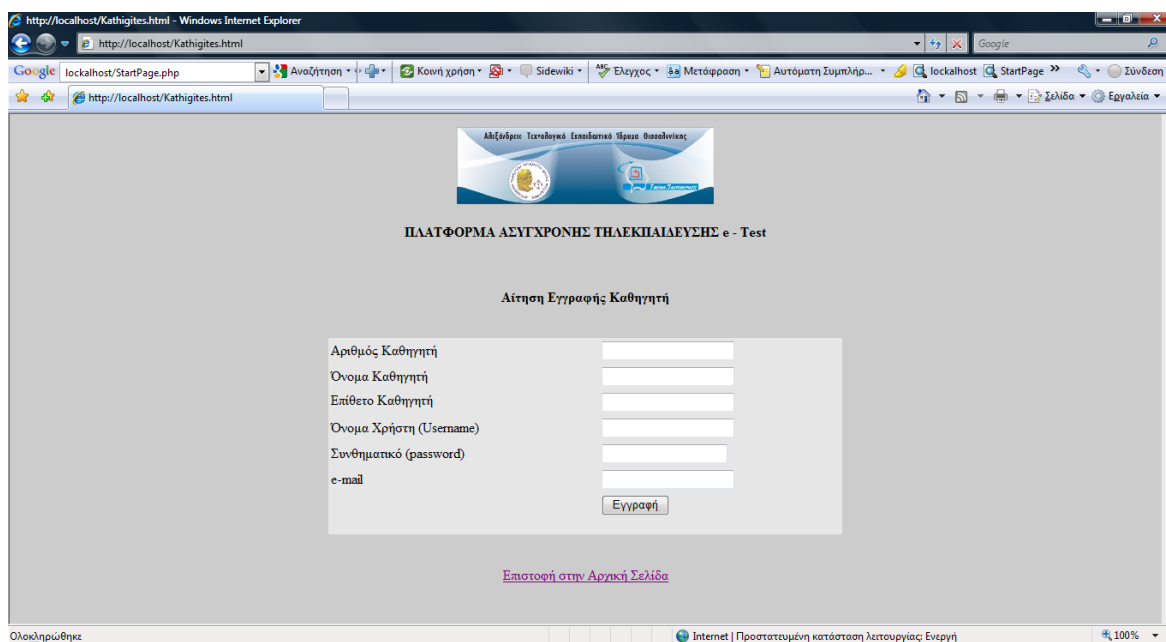 http://localhost/Kathigites.html - Windows Internet Explorer
http://localhost/Kathigites.html Google
Google lockalhost/StartPage.php Αναζήτηση Κοινή χρήση Sidewiki ABC Έλεγχος Μετάφραση Αυτόματη Συμπλήρ... lockalhost StartPage >> Σύνδεση
http://localhost/Kathigites.html Σελίδα Εργαλεία
Αλεξάνδρειο Τεχνολογικό Εκπαιδευτικό Ίδρυμα Θεσσαλονίκης
ΠΛΑΤΦΟΡΜΑ ΑΣΥΓΧΡΟΝΗΣ ΤΗΛΕΚΠΑΙΔΕΥΣΗΣ e - Test
Αίτηση Εγγραφής Καθηγητή
Αριθμός Καθηγητή
Όνομα Καθηγητή
Επίθετο Καθηγητή
Όνομα Χρήστη (Username)
Συνθηματικό (password)
e-mail
Εγγραφή
Επιστοφή στην Αρχική Σελίδα
Ολοκληρώθηκε Internet | Προστατευμένη κατάσταση λειτουργίας: Ενεργή 100%